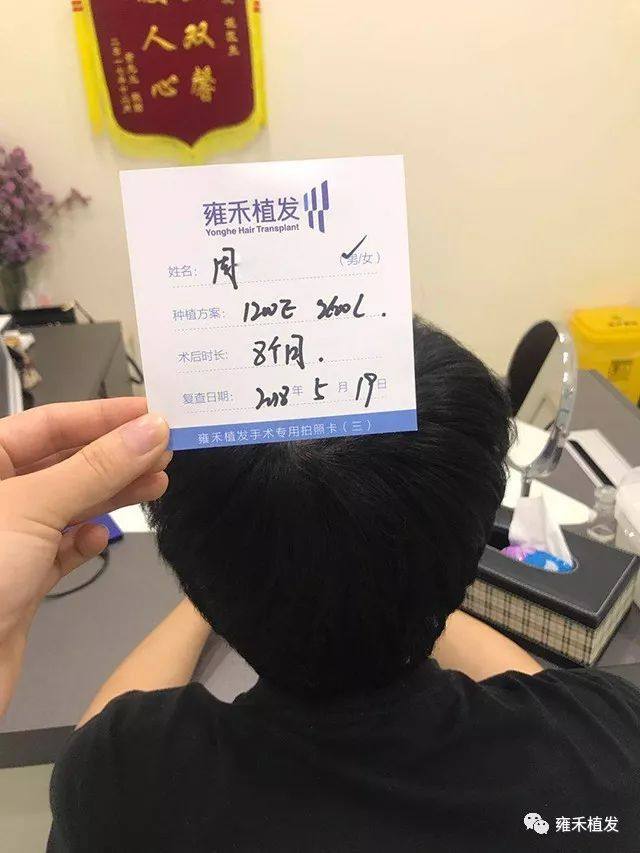 双馨
人心
雍禾植发
Yonghe Hair Transplant
姓名: 周 (男/女)
种植方案: 1200E 2600L.
术后时长: 8个月.
复查日期: 2018年 5月 19日
雍禾植发手术专用拍照卡(三)
雍禾植发